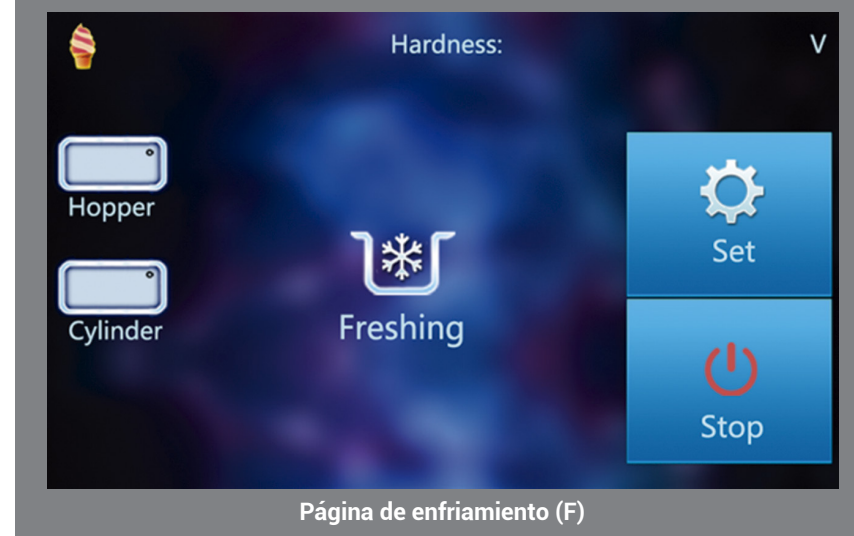 Hardness:
V
Hopper
Cylinder
Freshing
Set
Stop
Página de enfriamiento (F)